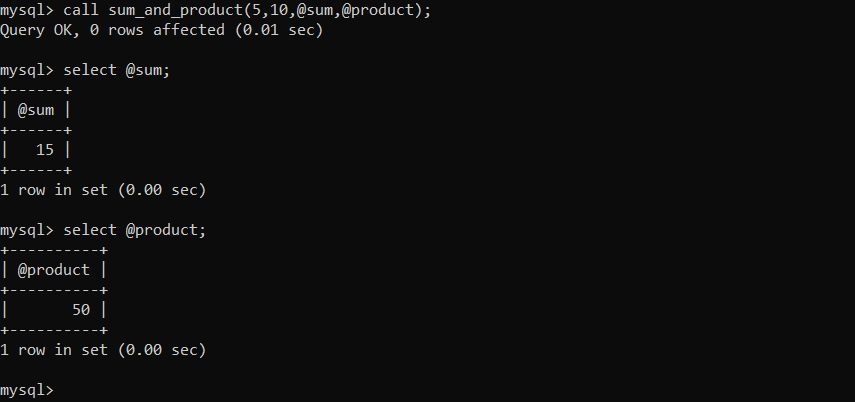 mysql> call sum_and_product(5,10,@sum,@product);
Query OK, 0 rows affected (0.01 sec)

mysql> select @sum;
+------+
| @sum |
+------+
|   15 |
+------+
1 row in set (0.00 sec)

mysql> select @product;
+----------+
| @product |
+----------+
|       50 |
+----------+
1 row in set (0.00 sec)

mysql>